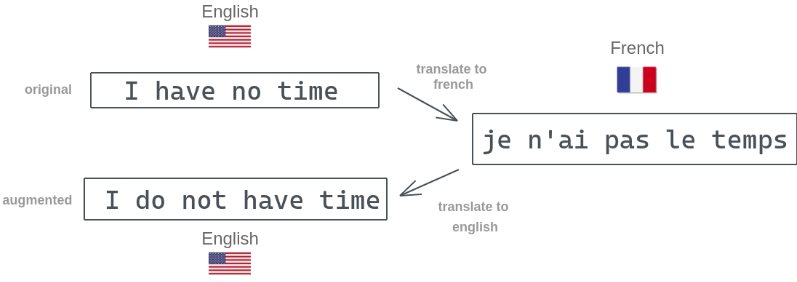 English
French
original
I have no time
translate to
french
je n'ai pas le temps
augmented
I do not have time
translate to
english
English